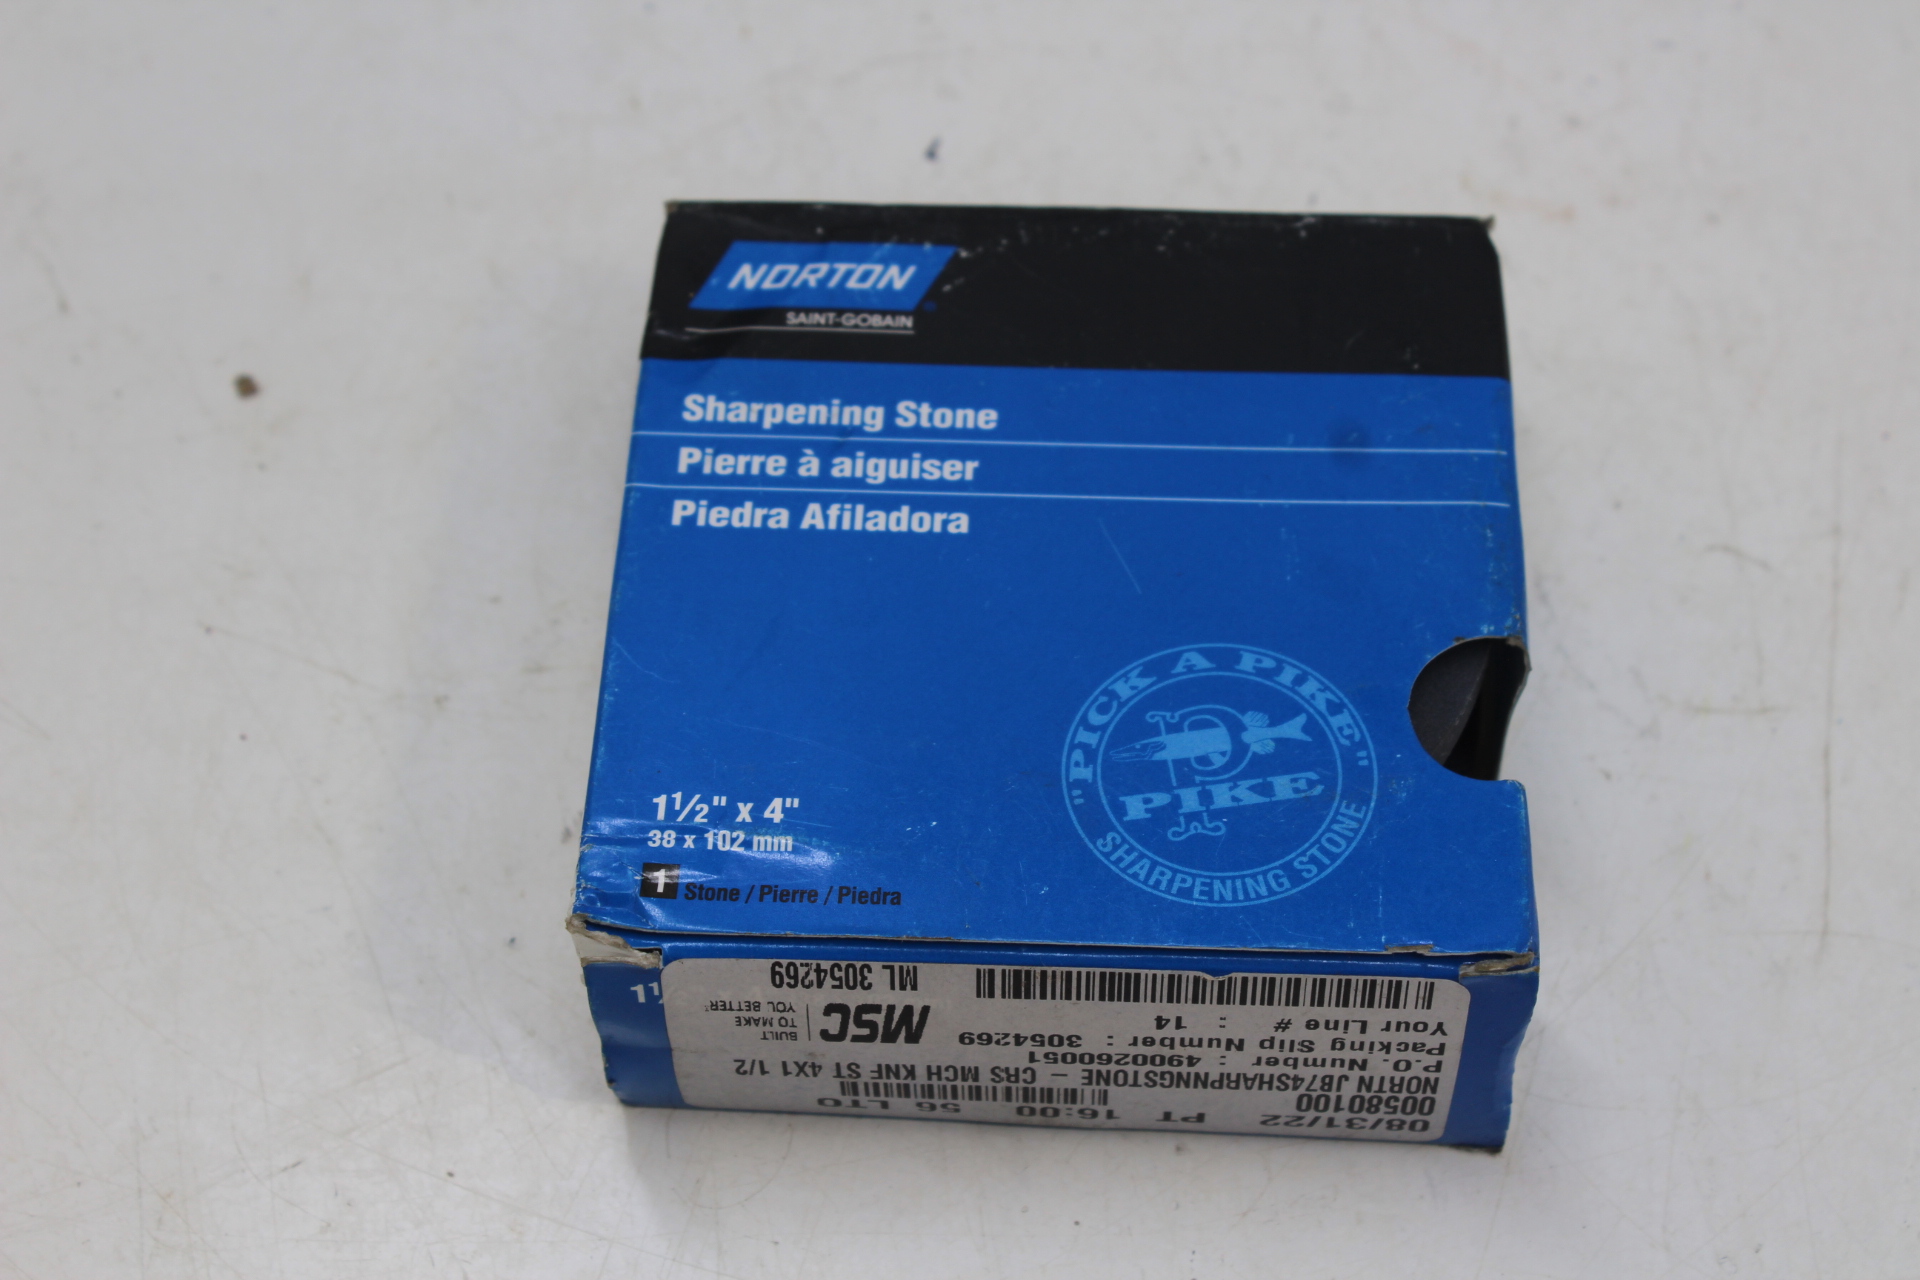 NORTON
SAINT-GOBAIN
Sharpening Stone
Pierre à aiguiser
Piedra Afiladora
1½" x 4"
38 x 102 mm
1 Stone / Pierre / Piedra
"PICK A PIKE"
P
PIKE
SHARPENING STONE
1½
08/31/22 PT 16:00 56 LTO
00580100
NORTN JB74SHARPNNGSTONE - CRS MCH KNF ST 4X1 1/2
P.O. Number : 4900260051
Packing Slip Number : 3054269
Your Line # : 14
MSC
BUILT
TO MAKE
YOU BETTER
ML 3054269